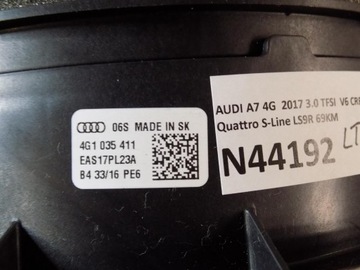 06S MADE IN SK
4G1 035 411
EAS17PL23A
B4 33/16 PE6
AUDI A7 4G 2017 3.0 TFSI V6 CRE
Quattro S-Line LS9R 69KM
N44192